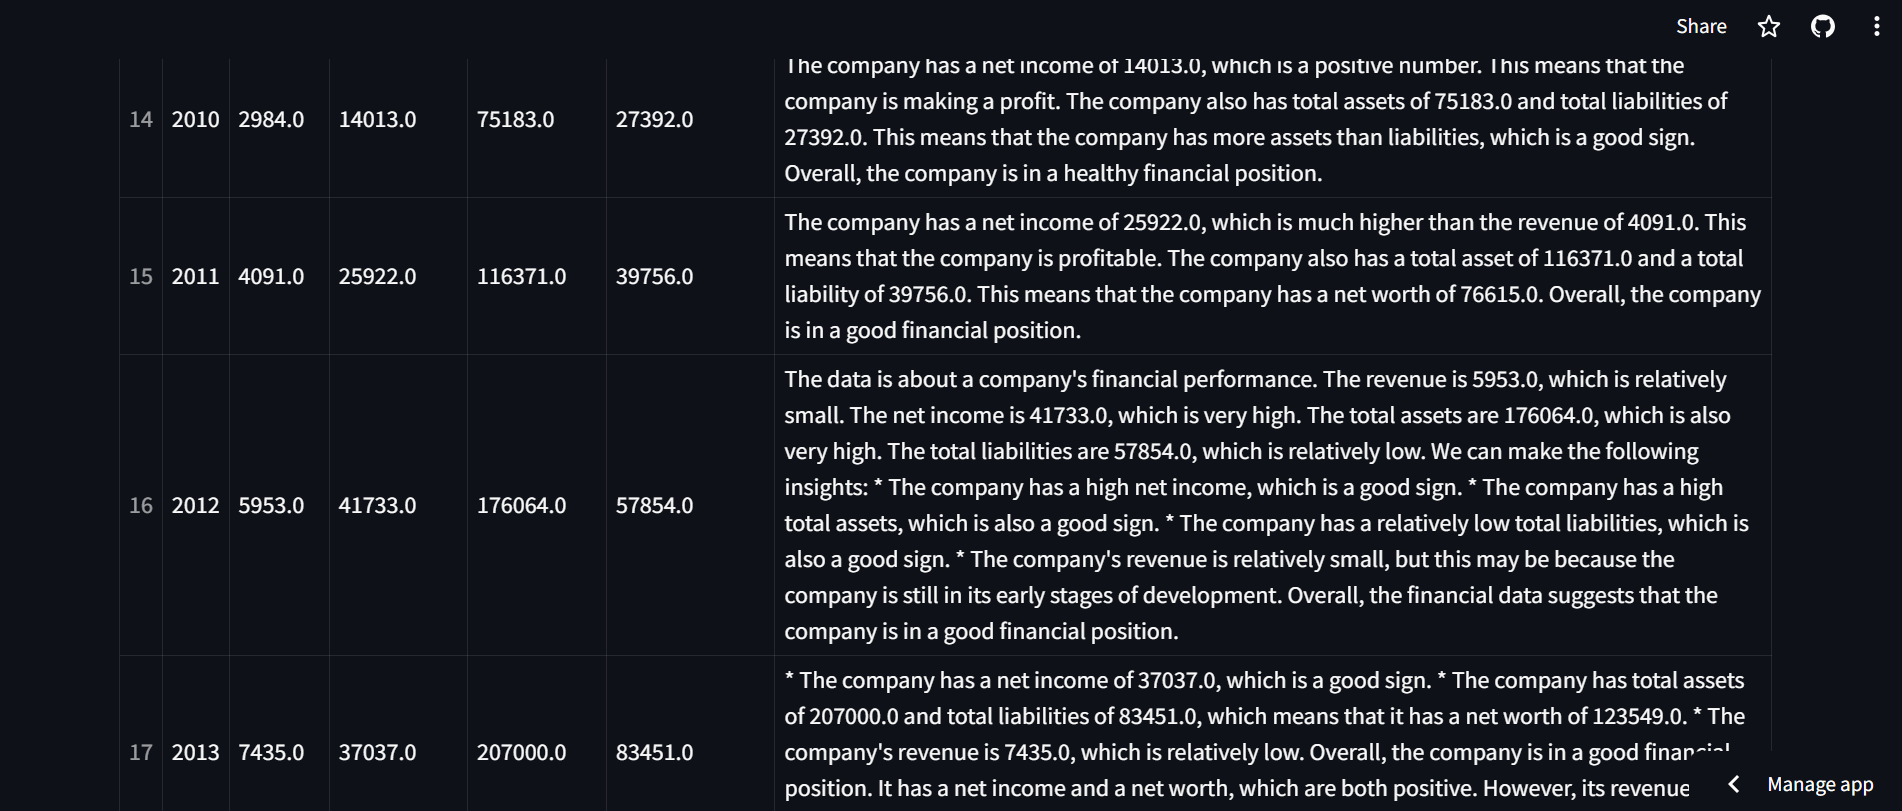 Share
The company has a net income of 14013.0, which is a positive number. This means that the
company is making a profit. The company also has total assets of 75183.0 and total liabilities of
14 2010 2984.0 14013.0 75183.0 27392.0
27392.0. This means that the company has more assets than liabilities, which is a good sign.
Overall, the company is in a healthy financial position.
The company has a net income of 25922.0, which is much higher than the revenue of 4091.0. This
means that the company is profitable. The company also has a total asset of 116371.0 and a total
15 2011 4091.0 25922.0 116371.0 39756.0
liability of 39756.0. This means that the company has a net worth of 76615.0. Overall, the company
is in a good financial position.
The data is about a company's financial performance. The revenue is 5953.0, which is relatively
small. The net income is 41733.0, which is very high. The total assets are 176064.0, which is also
very high. The total liabilities are 57854.0, which is relatively low. We can make the following
insights: * The company has a high net income, which is a good sign. * The company has a high
16 2012 5953.0 41733.0 176064.0 57854.0
total assets, which is also a good sign. * The company has a relatively low total liabilities, which is
also a good sign. * The company's revenue is relatively small, but this may be because the
company is still in its early stages of development. Overall, the financial data suggests that the
company is in a good financial position.
* The company has a net income of 37037.0, which is a good sign. * The company has total assets
of 207000.0 and total liabilities of 83451.0, which means that it has a net worth of 123549.0. * The
17 2013 7435.0 37037.0 207000.0 83451.0
company's revenue is 7435.0, which is relatively low. Overall, the company is in a good financial
position. It has a net income and a net worth, which are both positive. However, its revenue
Manage app